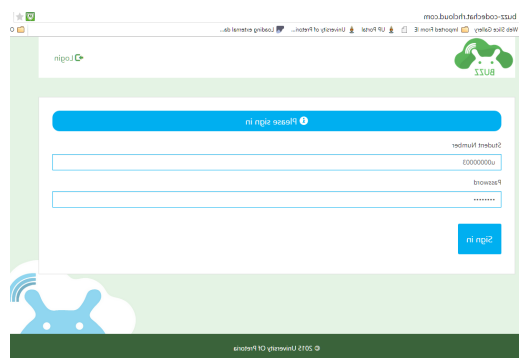 buzz-codechat.rhcloud.com
Web Slice Gallery Imported From IE UP Portal University of Pretori... Loading external da...
BUZZ
Login
Please sign in
Student Number
u00000003
Password
••••••••
Sign in
© 2015 University Of Pretoria